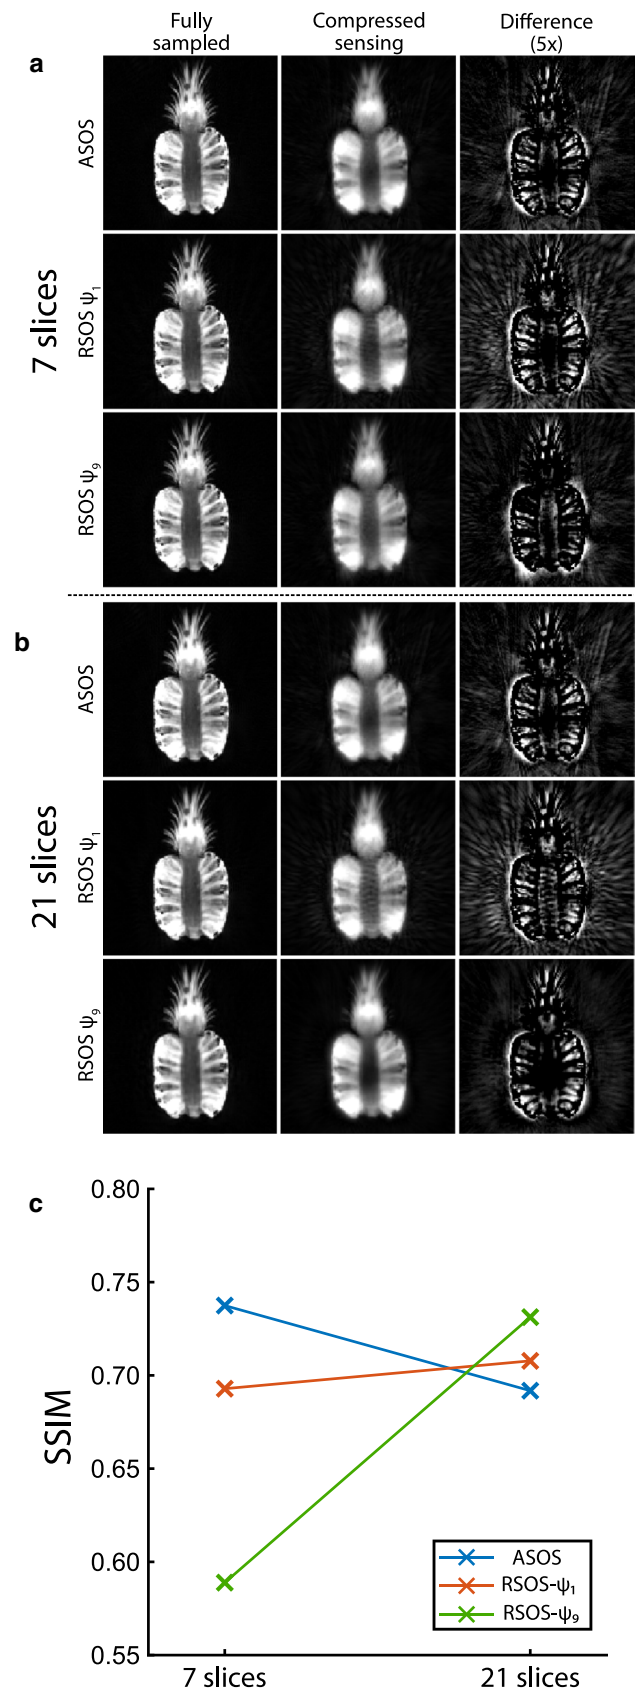 Fully sampled
Compressed sensing
Difference (5x)
a
7 slices
ASOS
RSOS ψ₁
RSOS ψ₉
b
21 slices
ASOS
RSOS ψ₁
RSOS ψ₉
c
SSIM
0.80
0.75
0.70
0.65
0.60
0.55
7 slices
21 slices
ASOS
RSOS-ψ₁
RSOS-ψ₉